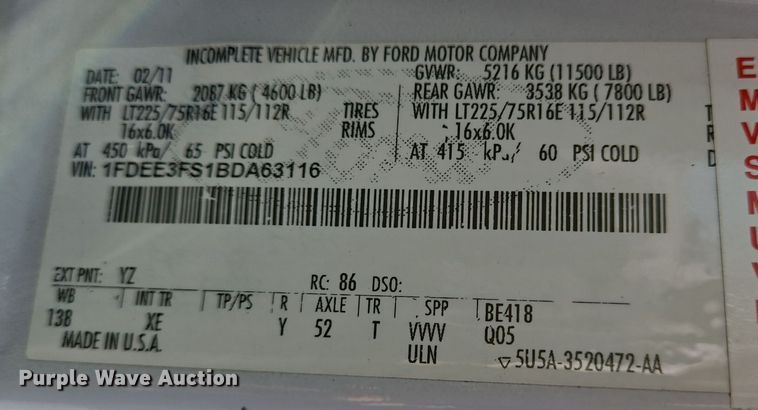 INCOMPLETE VEHICLE MFD. BY FORD MOTOR COMPANY
DATE: 02/11 GVWR: 5216 KG (11500 LB)
FRONT GAWR: 2087 KG ( 4600 LB) REAR GAWR: 3538 KG ( 7800 LB)
WITH LT225/75R16E 115/112R TIRES WITH LT225/75R16E 115/112R
16x6.0K RIMS 16x6.0K
AT 450 kPa/ 65 PSI COLD AT 415 kPa/ 60 PSI COLD
VIN: 1FDEE3FS1BDA63116
EXT PNT: YZ RC: 86 DSO:
WB INT TR TP/PS R AXLE TR SPP BE418
138 XE Y 52 T VVVV Q05
MADE IN U.S.A. ULN 5U5A-3520472-AA
Purple Wave Auction